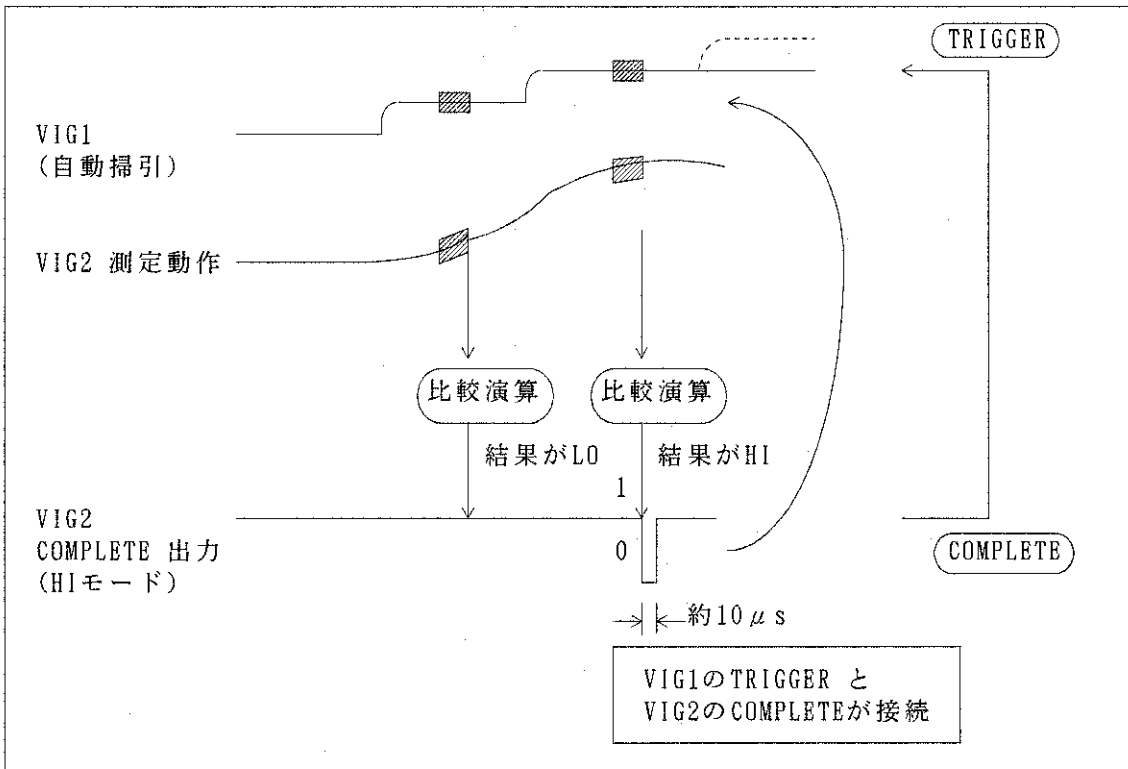 TRIGGER
VIG1
(自動掃引)
VIG2 測定動作
比較演算
比較演算
結果がLO
結果がHI
1
VIG2
COMPLETE 出力
(HIモード)
0
COMPLETE
約10μs
VIG1のTRIGGER と
VIG2のCOMPLETEが接続